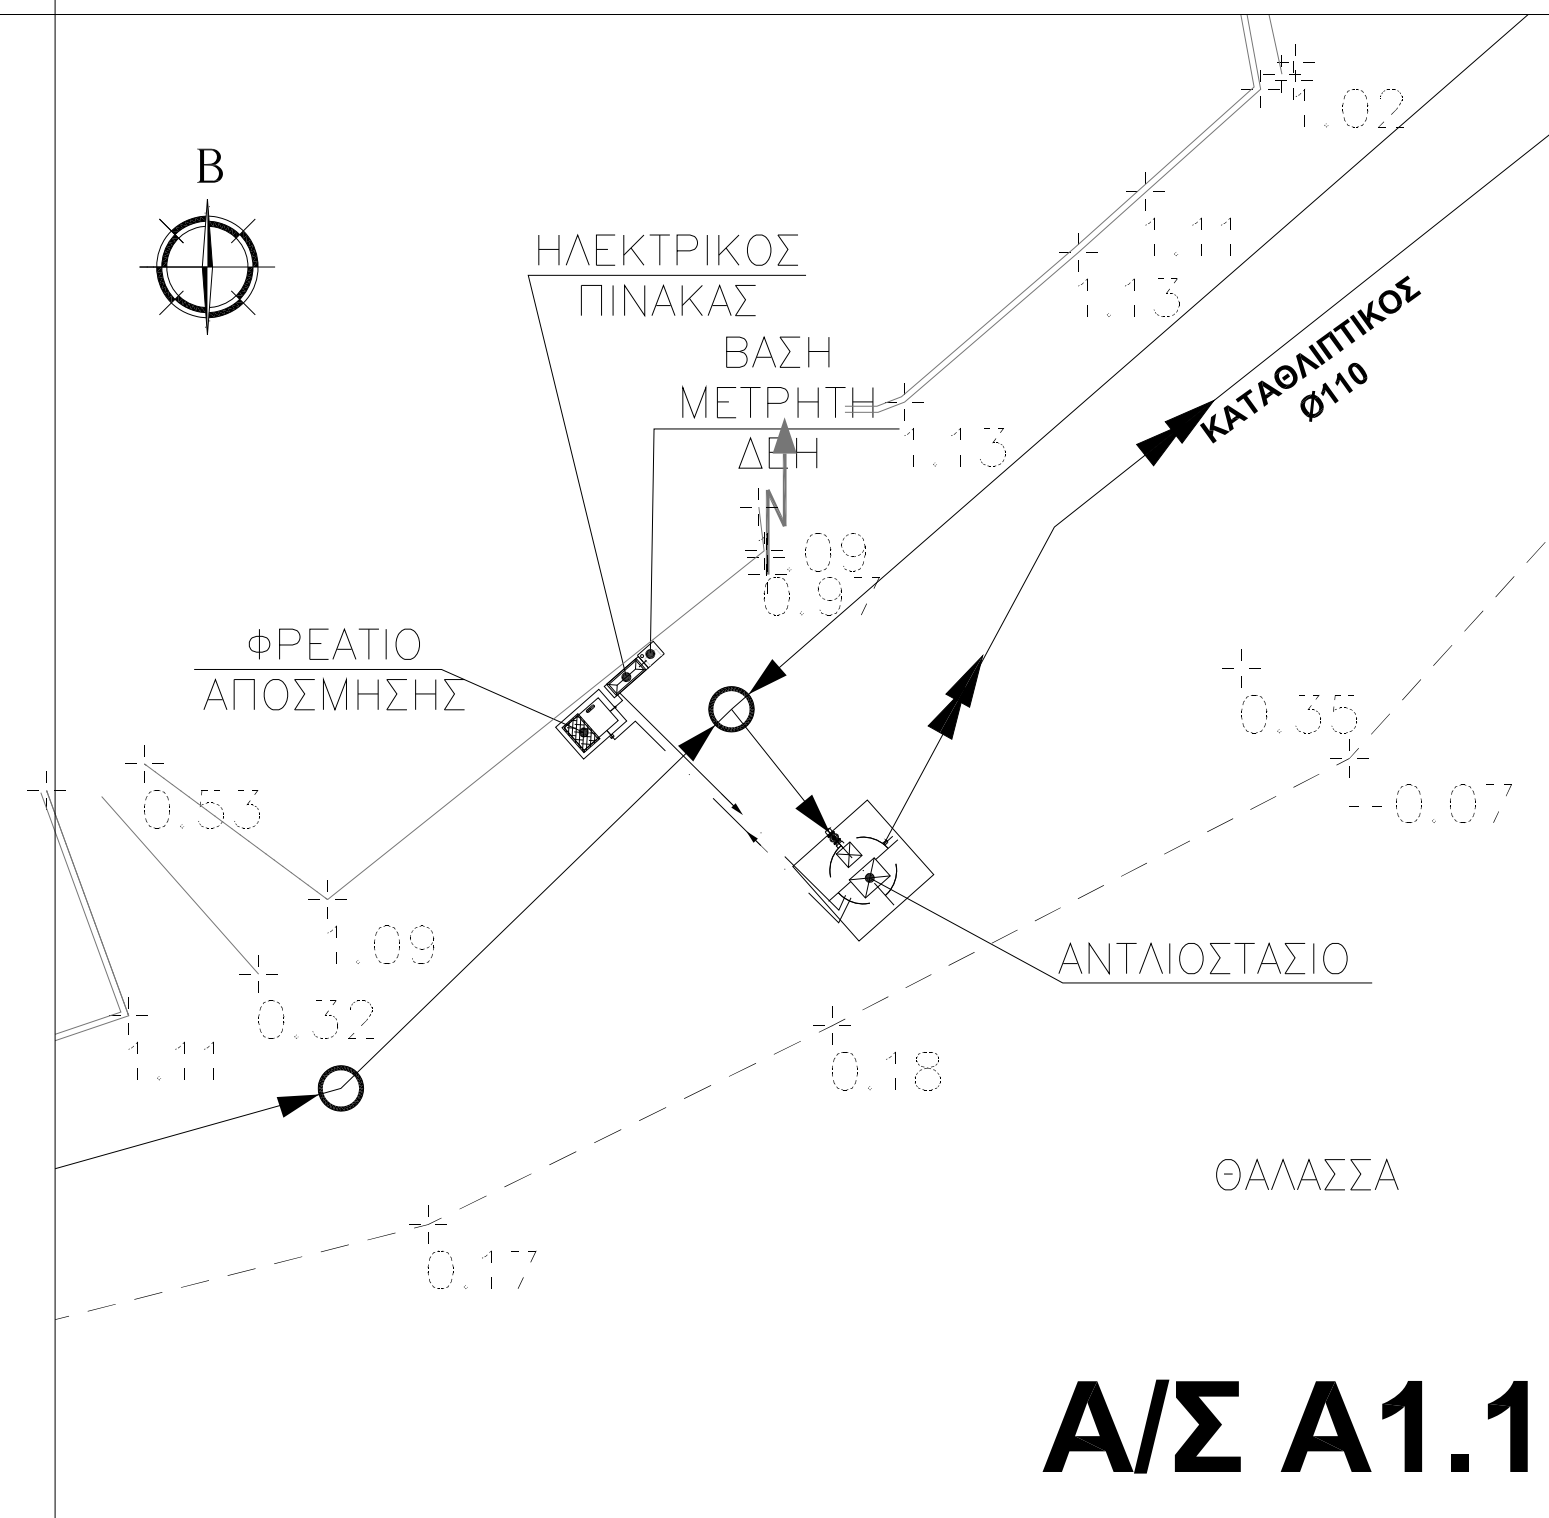 1.02
Β
1.11
ΗΛΕΚΤΡΙΚΟΣ
ΠΙΝΑΚΑΣ
1.13
ΚΑΤΑΘΛΙΠΤΙΚΟΣ
Ø110
ΒΑΣΗ
ΜΕΤΡΗΤΗ
ΔΕΗ
1.13
1.09
0.97
ΦΡΕΑΤΙΟ
ΑΠΟΣΜΗΣΗΣ
0.35
-0.07
0.53
1.09
ΑΝΤΛΙΟΣΤΑΣΙΟ
0.32
1.11
0.18
ΘΑΛΑΣΣΑ
0.17
Α/Σ Α1.1